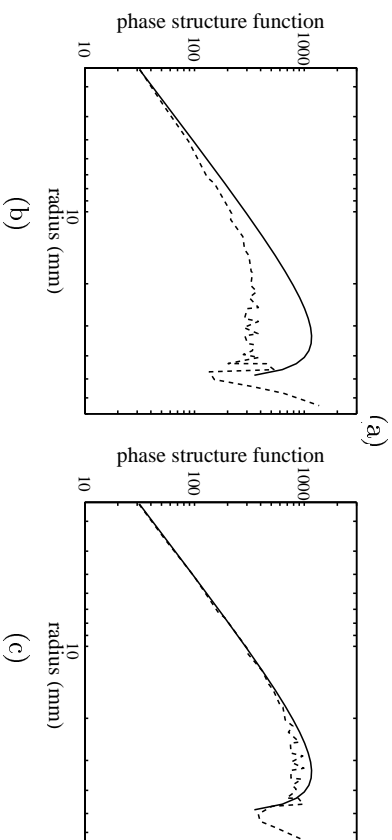 (a)
phase structure function
10
100
1000
10
radius (mm)
(b)
phase structure function
10
100
1000
10
radius (mm)
(c)